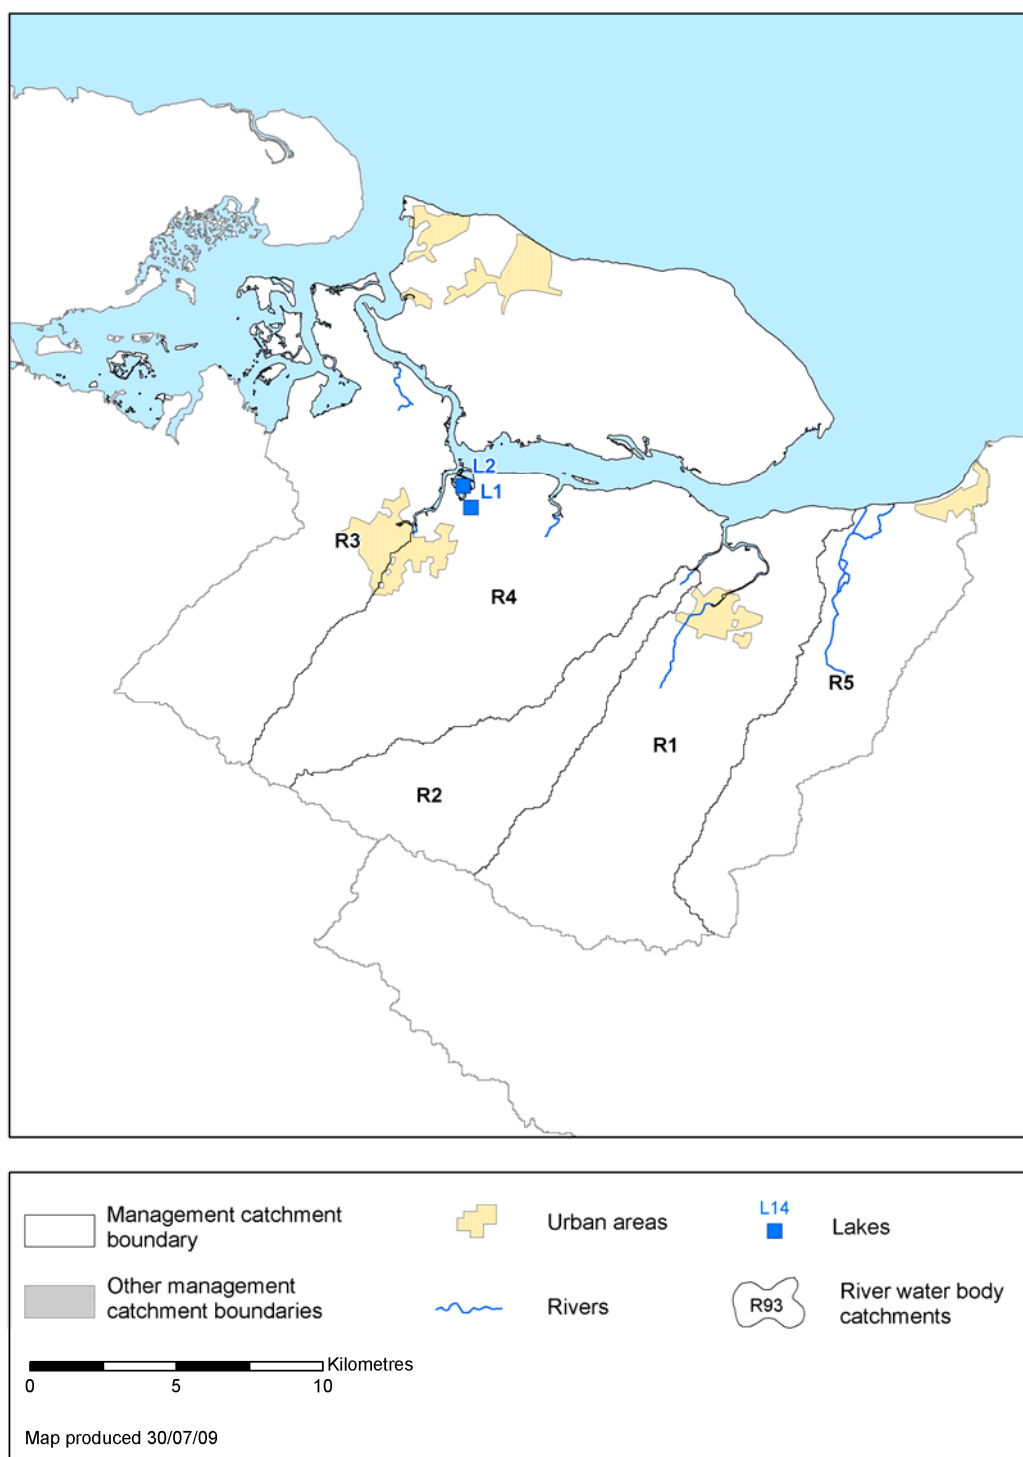 L2
L1
R3
R4
R5
R1
R2
Management catchment
boundary
Urban areas
L14
Lakes
Other management
catchment boundaries
Rivers
R93
River water body
catchments
Kilometres
0 5 10
Map produced 30/07/09